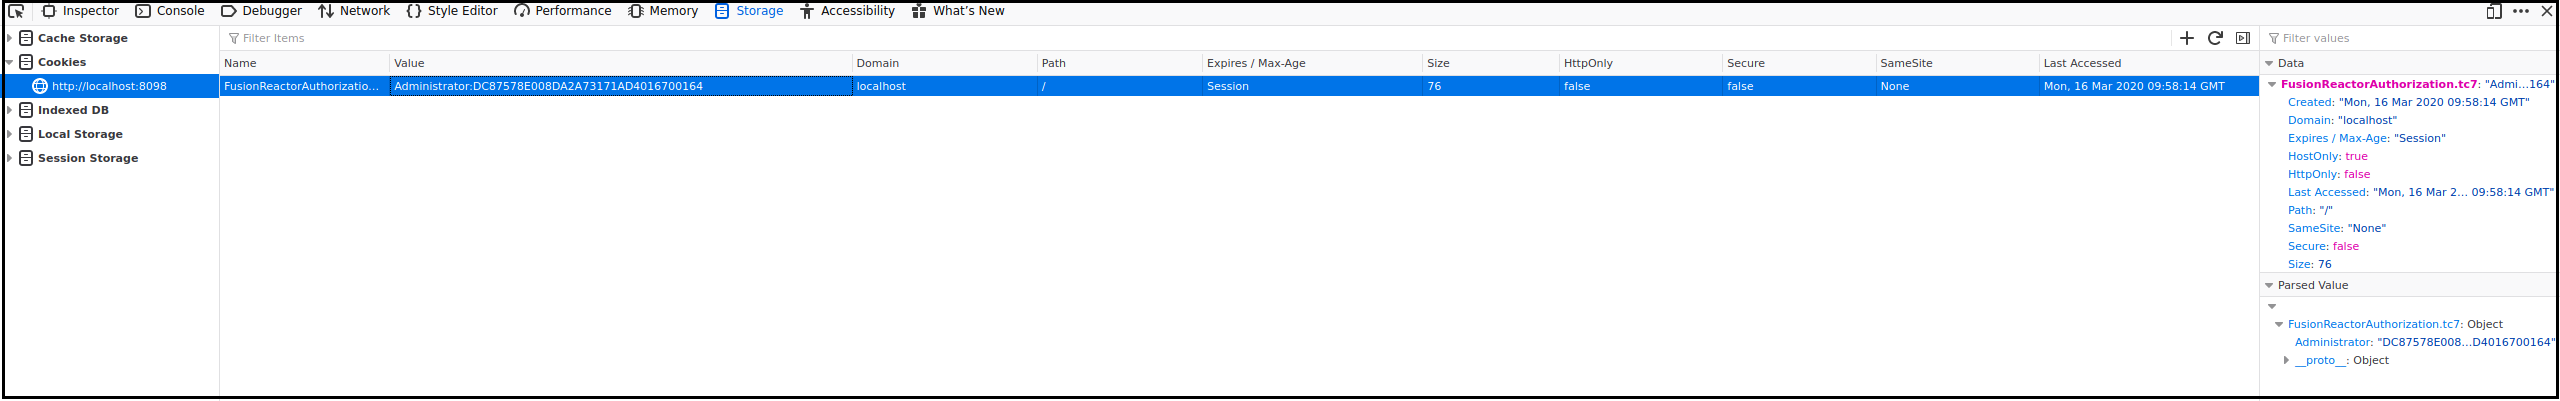 Inspector Console Debugger Network Style Editor Performance Memory Storage Accessibility What's New
Cache Storage
Cookies
http://localhost:8098
Indexed DB
Local Storage
Session Storage
Filter Items
Name Value Domain Path Expires / Max-Age Size HttpOnly Secure SameSite Last Accessed
FusionReactorAuthorizatio... Administrator:DC87578E008DA2A73171AD4016700164 localhost / Session 76 false false None Mon, 16 Mar 2020 09:58:14 GMT
Filter values
Data
FusionReactorAuthorization.tc7: "Admi...164"
Created: "Mon, 16 Mar 2020 09:58:14 GMT"
Domain: "localhost"
Expires / Max-Age: "Session"
HostOnly: true
HttpOnly: false
Last Accessed: "Mon, 16 Mar 2... 09:58:14 GMT"
Path: "/"
SameSite: "None"
Secure: false
Size: 76
Parsed Value
FusionReactorAuthorization.tc7: Object
Administrator: "DC87578E008...D4016700164"
__proto__: Object